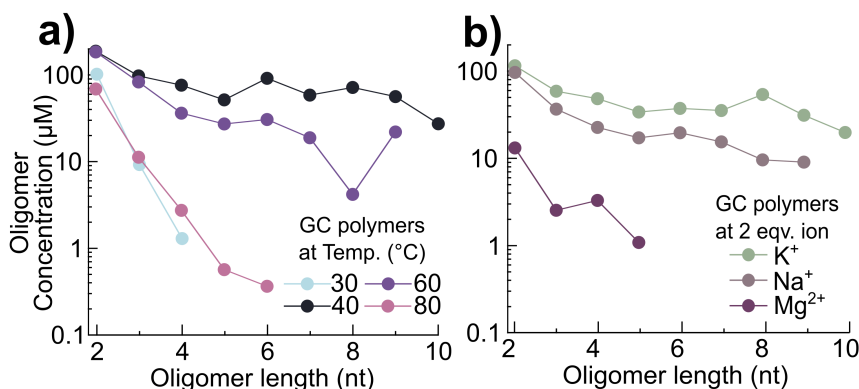 a)
100
10
1
0.1
Oligomer
Concentration (µM)
GC polymers
at Temp. (°C)
30 60
40 80
2 4 6 8 10
Oligomer length (nt)
b)
100
10
1
0.1
GC polymers
at 2 eqv. ion
K⁺
Na⁺
Mg²⁺
2 4 6 8 10
Oligomer length (nt)